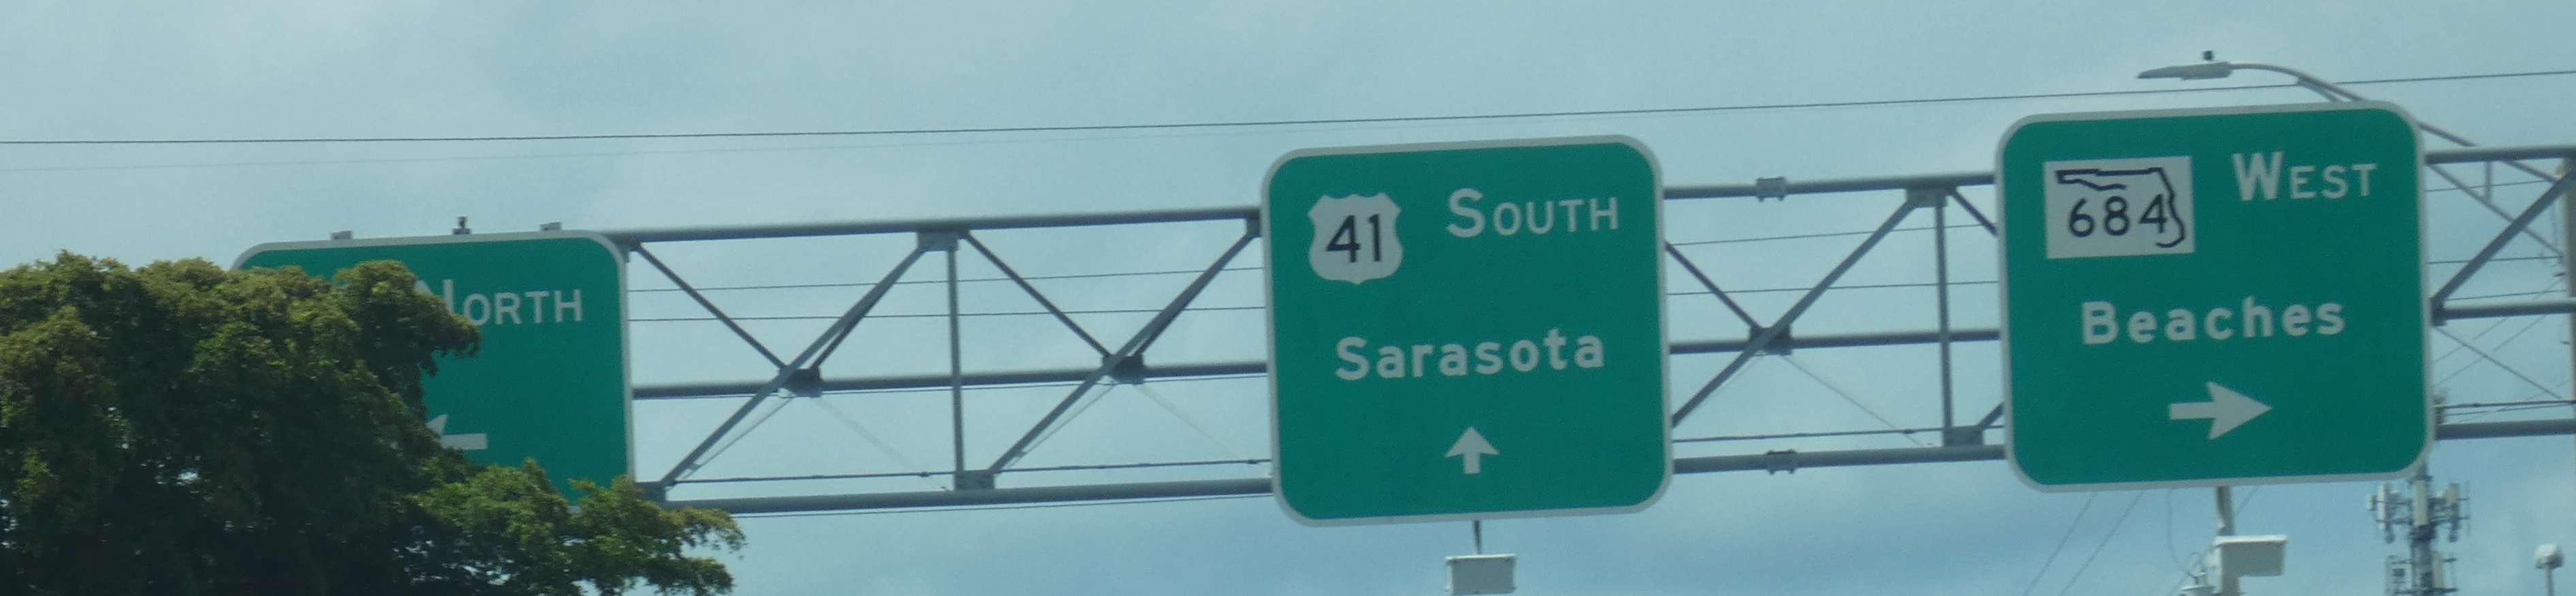 NORTH
41 SOUTH
Sarasota
684 WEST
Beaches